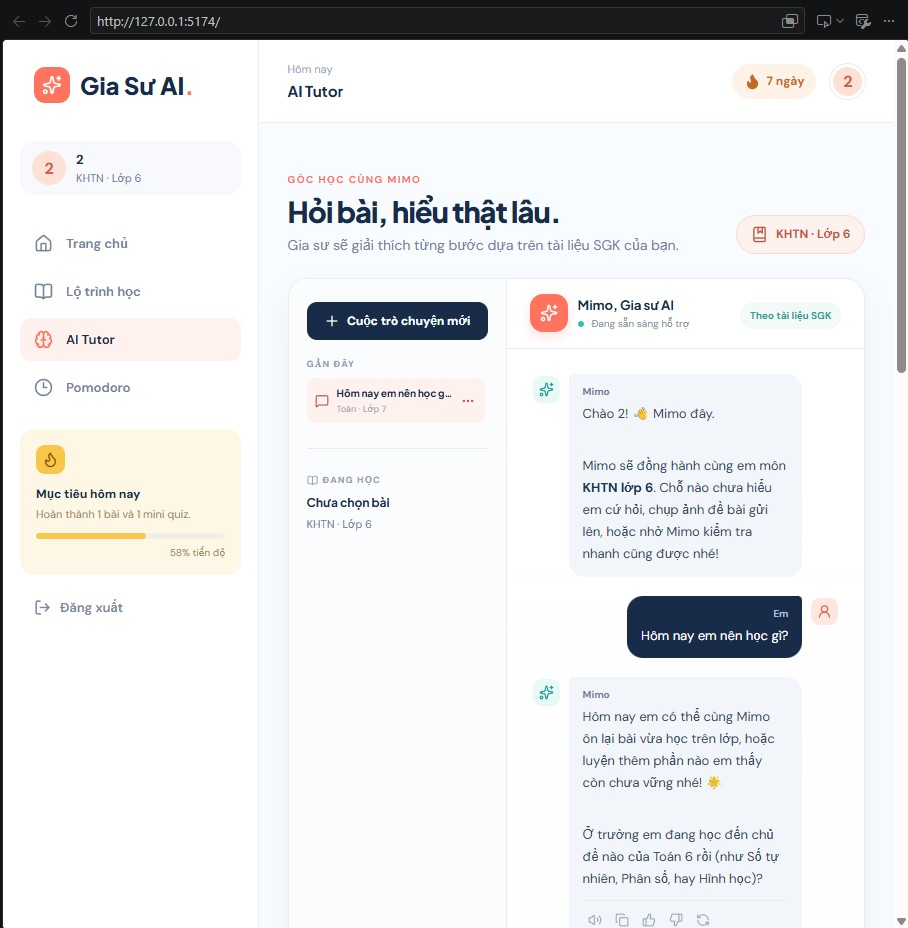 http://127.0.0.1:5174/
Gia Sư AI.
2
2
KHTN · Lớp 6
Trang chủ
Lộ trình học
AI Tutor
Pomodoro
Mục tiêu hôm nay
Hoàn thành 1 bài và 1 mini quiz.
58% tiến độ
Đăng xuất
Hôm nay
AI Tutor
7 ngày
2
GÓC HỌC CÙNG MIMO
Hỏi bài, hiểu thật lâu.
Gia sư sẽ giải thích từng bước dựa trên tài liệu SGK của bạn.
KHTN · Lớp 6
Cuộc trò chuyện mới
GẦN ĐÂY
Hôm nay em nên học g...
Toán · Lớp 7
ĐANG HỌC
Chưa chọn bài
KHTN · Lớp 6
Mimo, Gia sư AI
Đang sẵn sàng hỗ trợ
Theo tài liệu SGK
Mimo
Chào 2! 👋 Mimo đây.
Mimo sẽ đồng hành cùng em môn
KHTN lớp 6. Chỗ nào chưa hiểu
em cứ hỏi, chụp ảnh đề bài gửi
lên, hoặc nhờ Mimo kiểm tra
nhanh cũng được nhé!
Em
Hôm nay em nên học gì?
Mimo
Hôm nay em có thể cùng Mimo
ôn lại bài vừa học trên lớp, hoặc
luyện thêm phần nào em thấy
còn chưa vững nhé! 🌟
Ở trường em đang học đến chủ
đề nào của Toán 6 rồi (như Số tự
nhiên, Phân số, hay Hình học)?